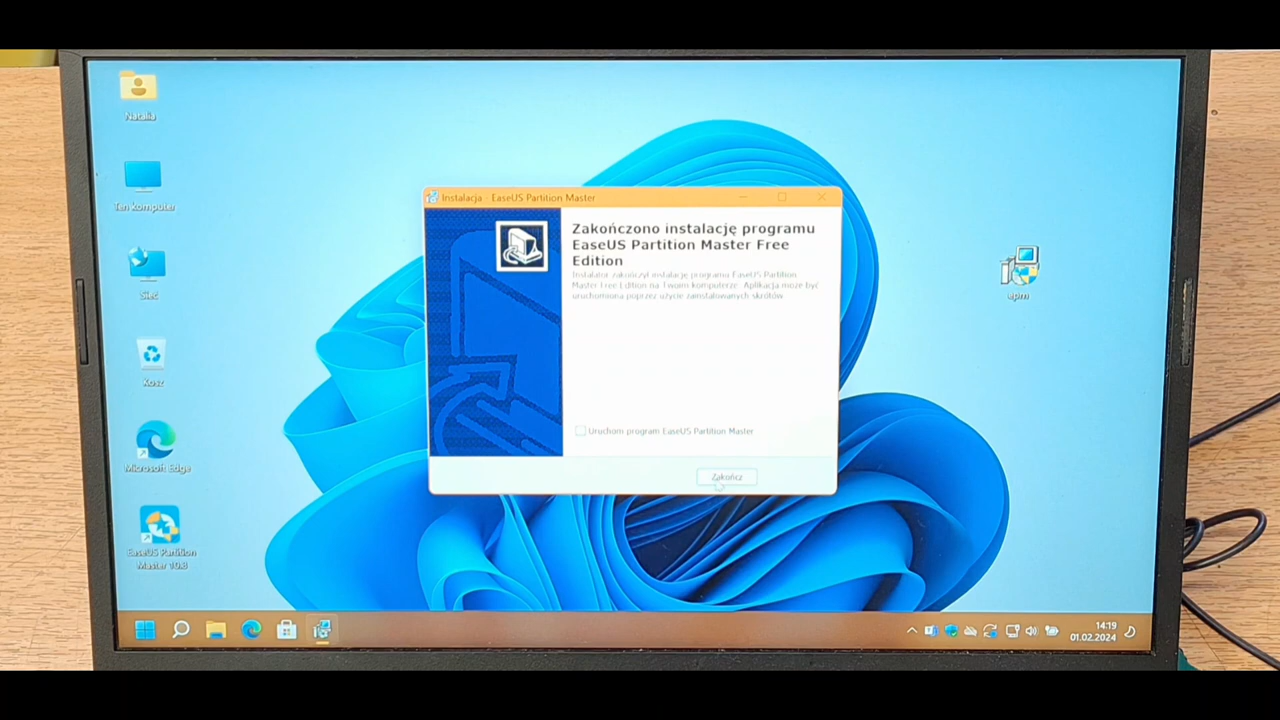 Natalia
Ten komputer
Sieć
Kosz
Microsoft Edge
EaseUS Partition
Master 10.8
Instalacja EaseUS Partition Master
Zakończono instalację programu
EaseUS Partition Master Free
Edition
Instalator zakończył instalację programu EaseUS Partition
Master Free Edition na Twoim komputerze. Aplikacja może być
uruchomiona poprzez użycie zainstalowanych skrótów.
Uruchom program EaseUS Partition Master
Zakończ
epm
14:19
01.02.2024